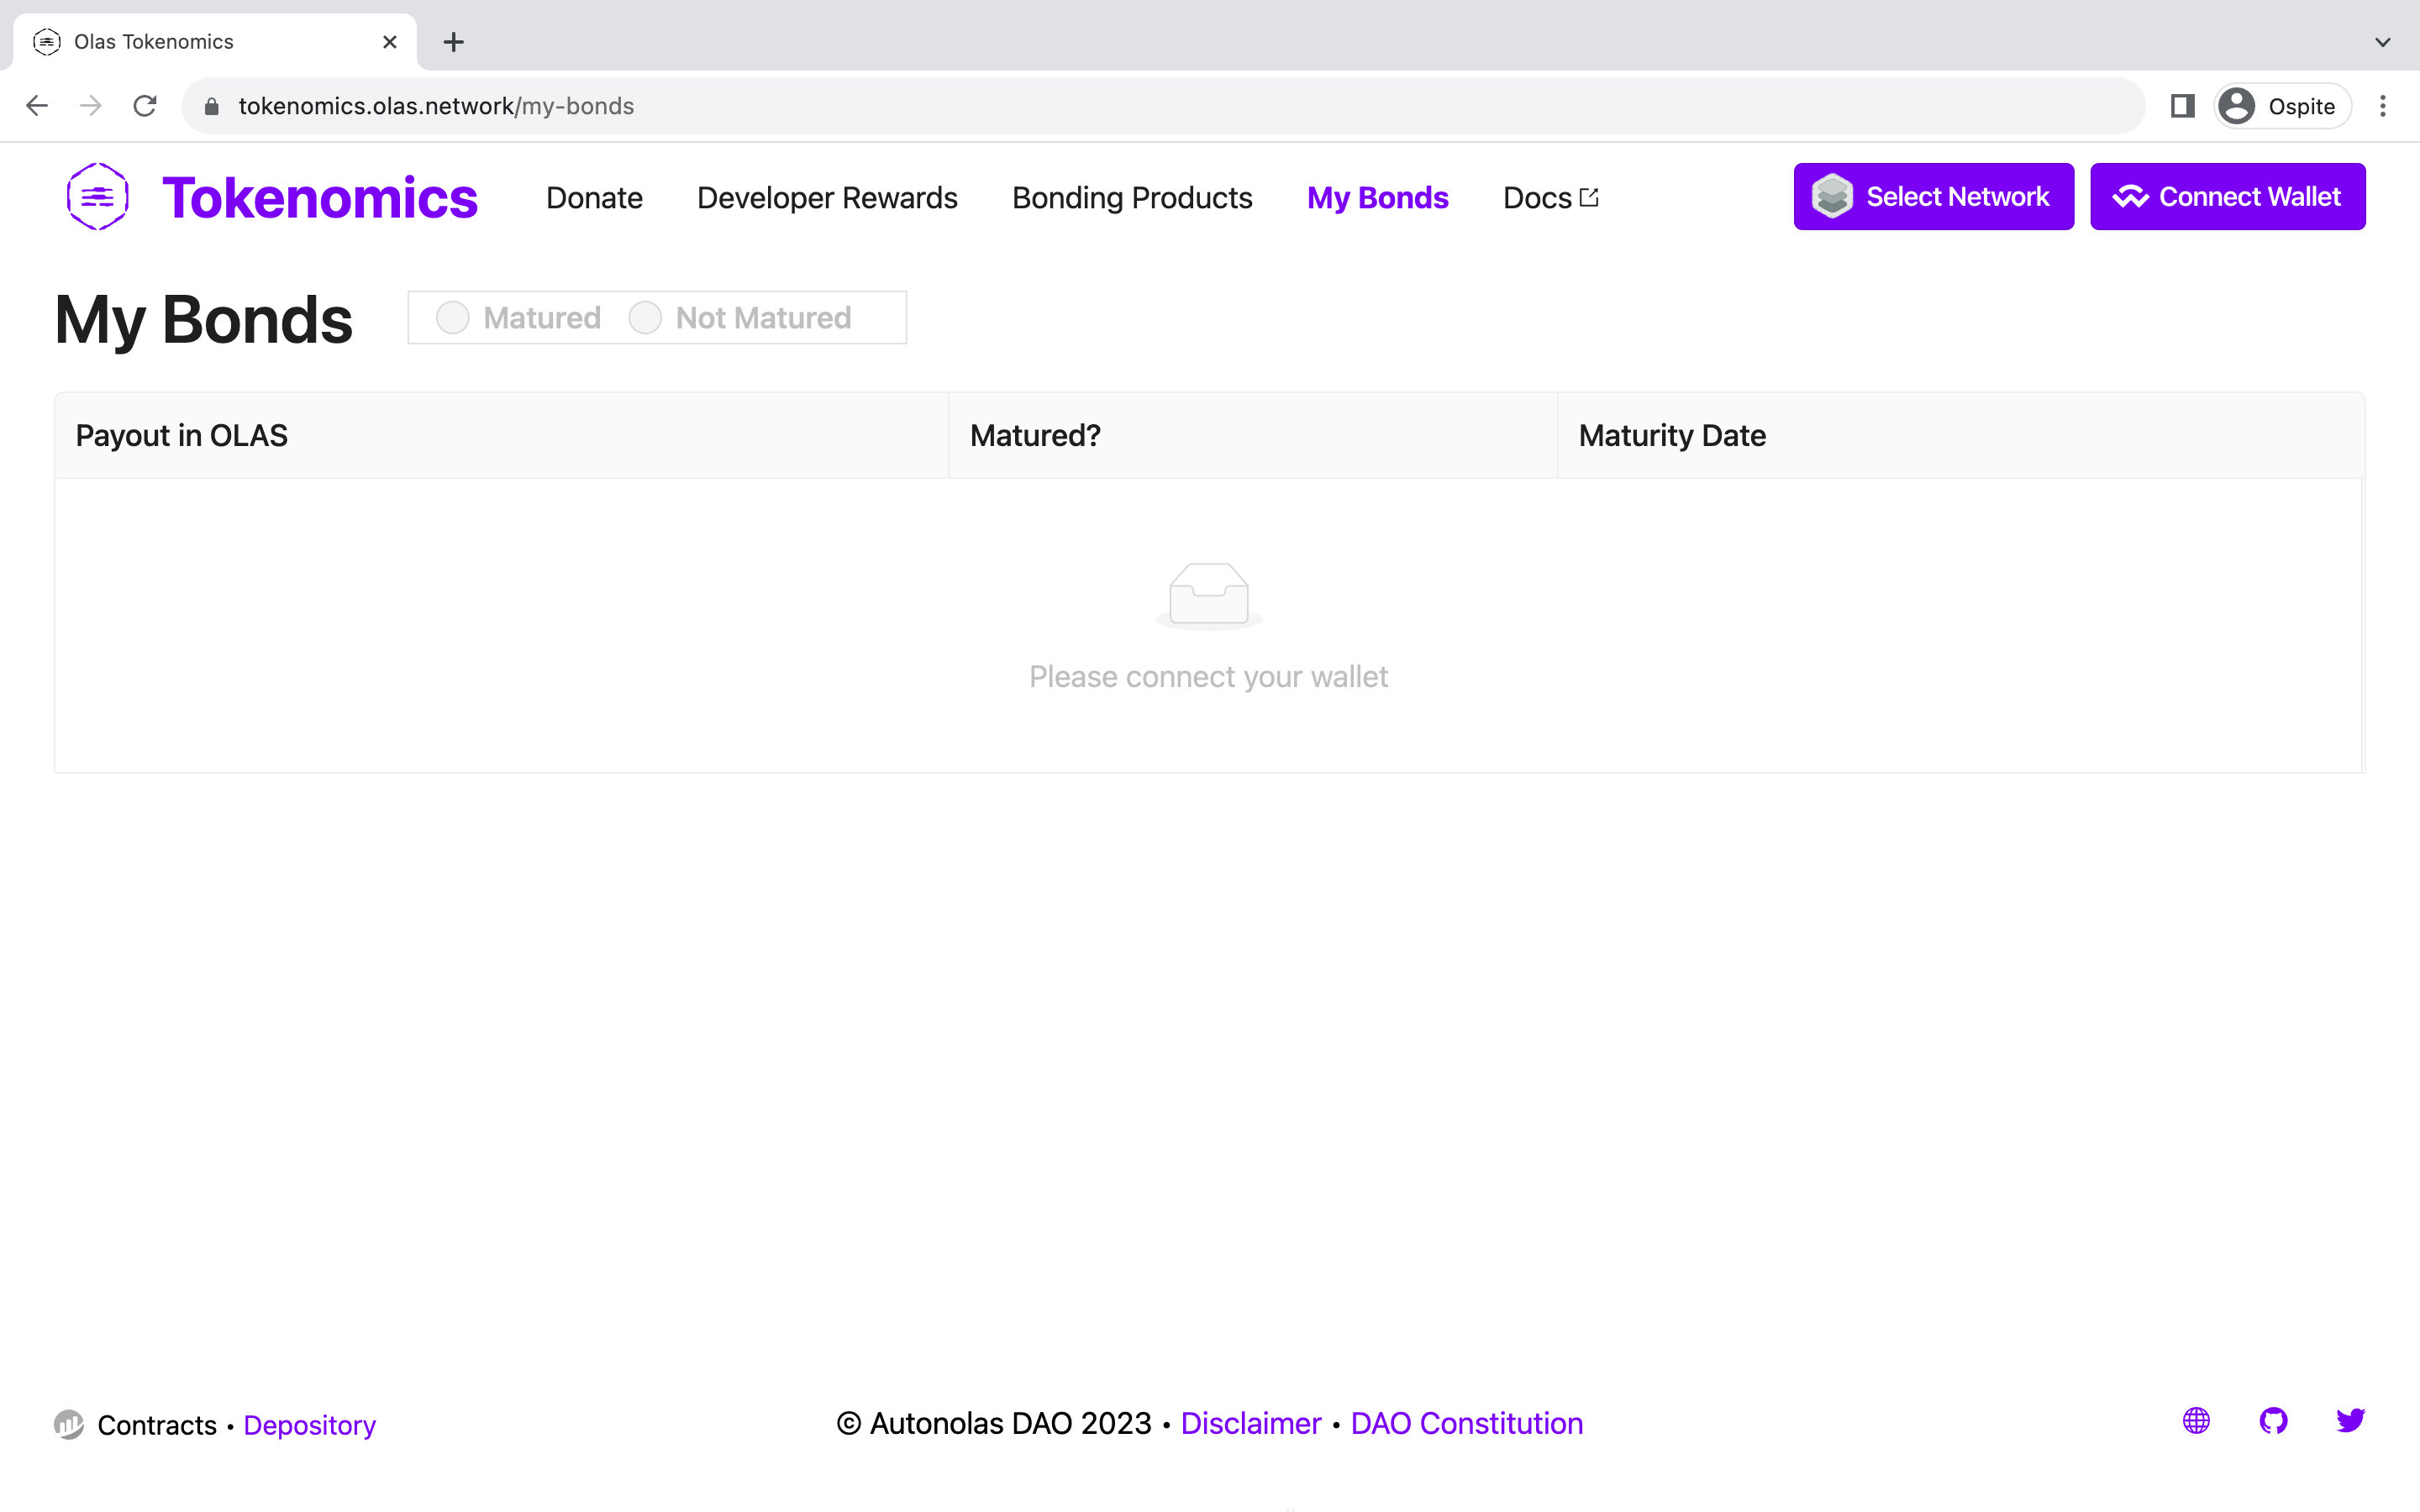 Olas Tokenomics
tokenomics.olas.network/my-bonds
Ospite
Tokenomics Donate Developer Rewards Bonding Products My Bonds Docs Select Network Connect Wallet
My Bonds Matured Not Matured
Payout in OLAS Matured? Maturity Date
Please connect your wallet
Contracts • Depository © Autonolas DAO 2023 • Disclaimer • DAO Constitution